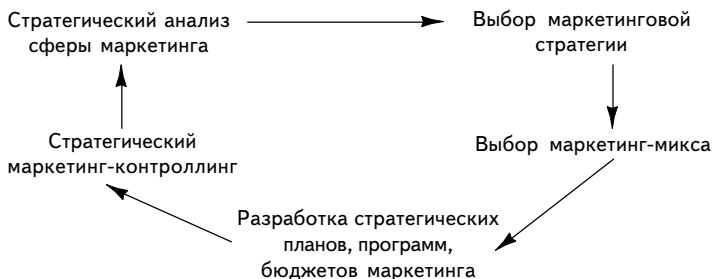 Стратегический анализ
сферы маркетинга
Выбор маркетинговой
стратегии
Стратегический
маркетинг-контроллинг
Выбор маркетинг-микса
Разработка стратегических
планов, программ,
бюджетов маркетинга